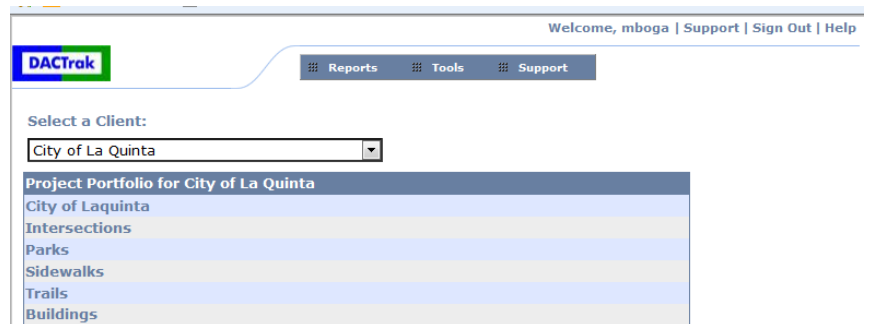 Welcome, mboga | Support | Sign Out | Help
DACTrak
Reports Tools Support
Select a Client:
City of La Quinta
Project Portfolio for City of La Quinta
City of Laquinta
Intersections
Parks
Sidewalks
Trails
Buildings